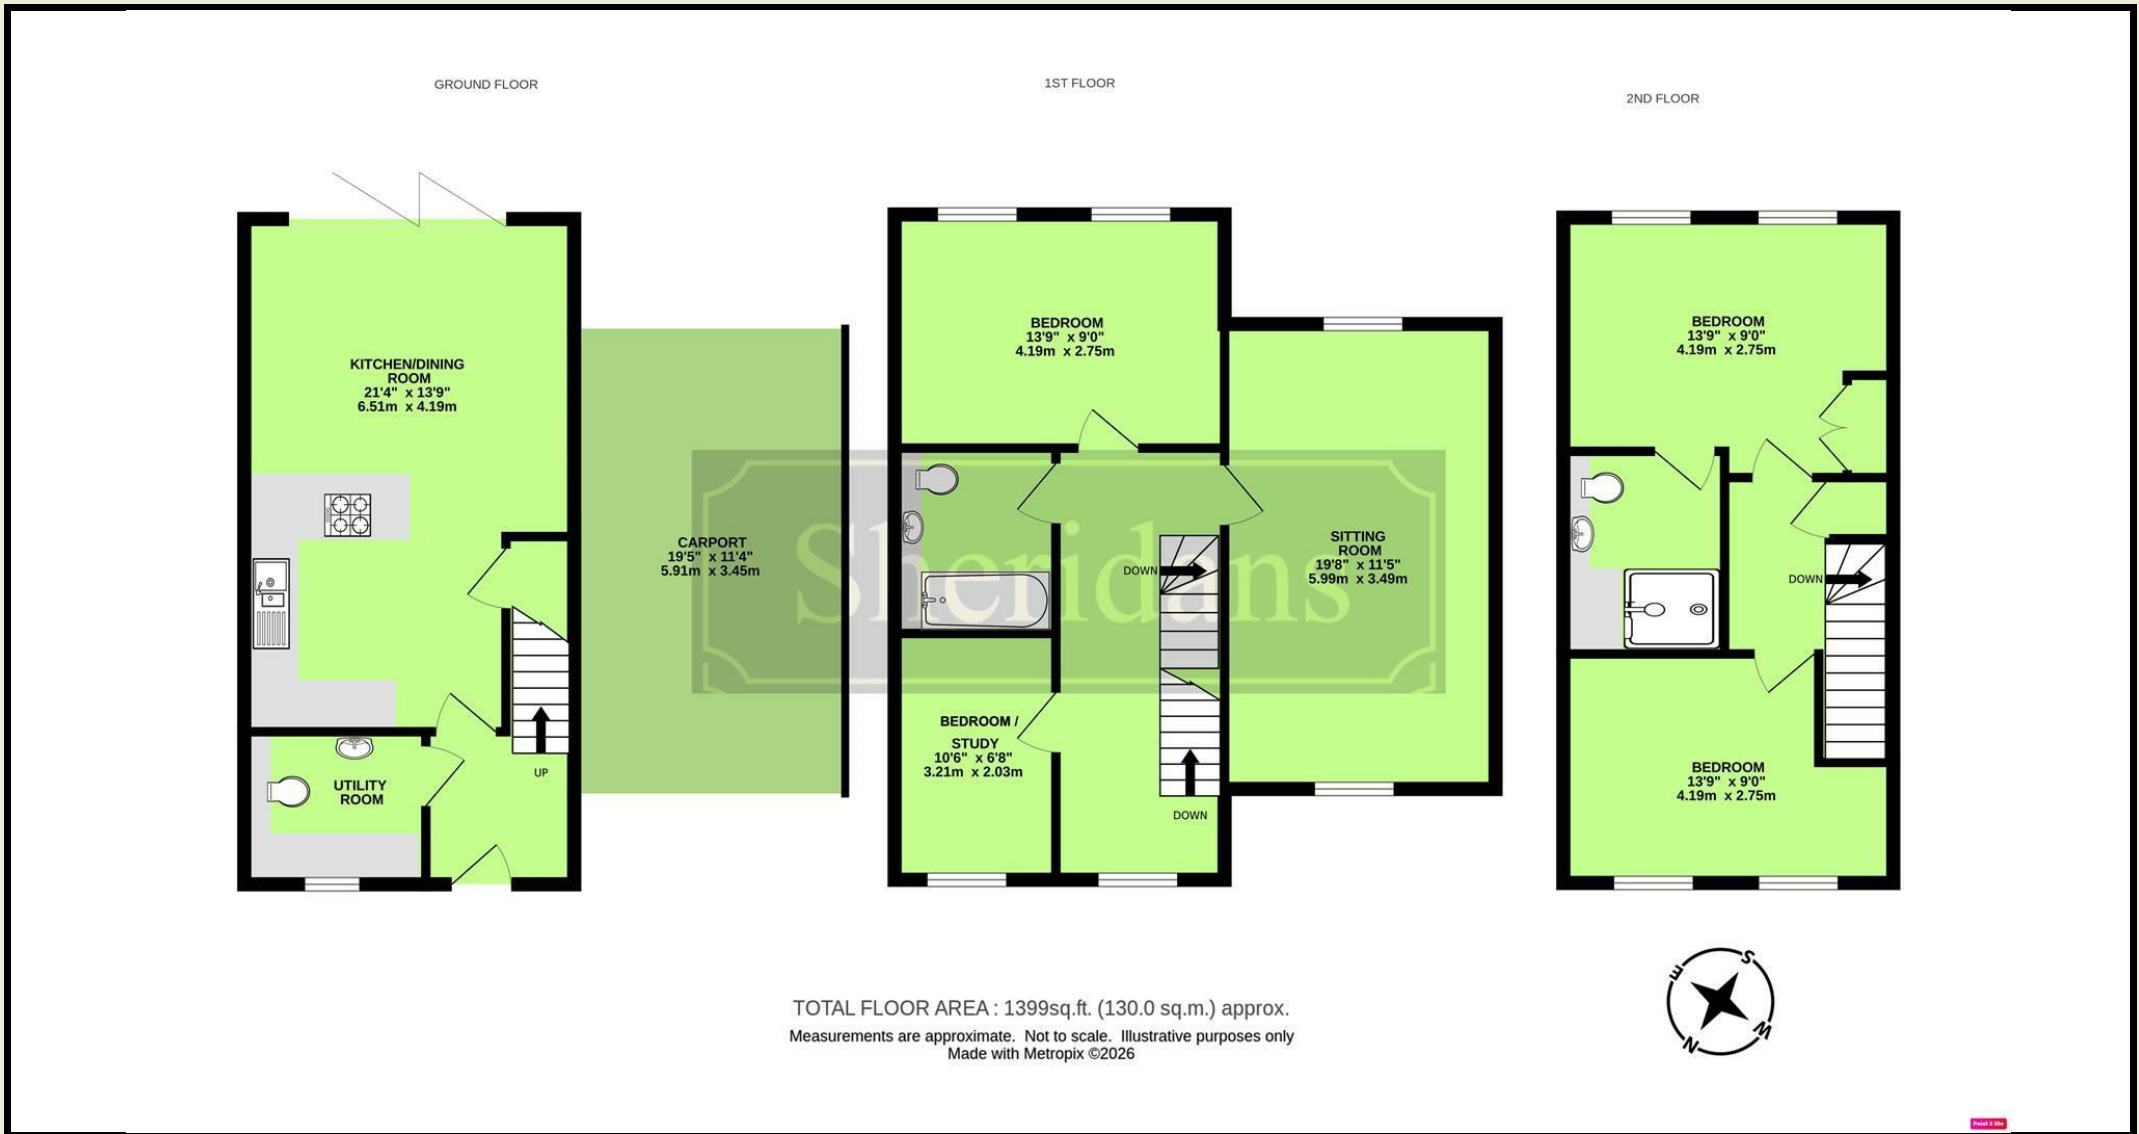 GROUND FLOOR
1ST FLOOR
2ND FLOOR
KITCHEN/DINING
ROOM
21'4" x 13'9"
6.51m x 4.19m
UTILITY
ROOM
UP
CARPORT
19'5" x 11'4"
5.91m x 3.45m
BEDROOM
13'9" x 9'0"
4.19m x 2.75m
Sheridans
DOWN
SITTING
ROOM
19'8" x 11'5"
5.99m x 3.49m
BEDROOM /
STUDY
10'6" x 6'8"
3.21m x 2.03m
DOWN
BEDROOM
13'9" x 9'0"
4.19m x 2.75m
DOWN
BEDROOM
13'9" x 9'0"
4.19m x 2.75m
S
E
W
N
TOTAL FLOOR AREA : 1399sq.ft. (130.0 sq.m.) approx.
Measurements are approximate. Not to scale. Illustrative purposes only
Made with Metropix ©2026